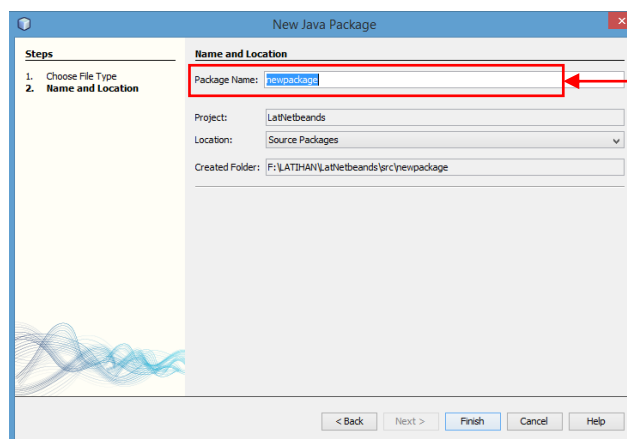 New Java Package
Steps
1. Choose File Type
2. Name and Location
Name and Location
Package Name: newpackage
Project: LatNetbeands
Location: Source Packages
Created Folder: F:\LATIHAN\LatNetbeands\src\newpackage
< Back Next > Finish Cancel Help